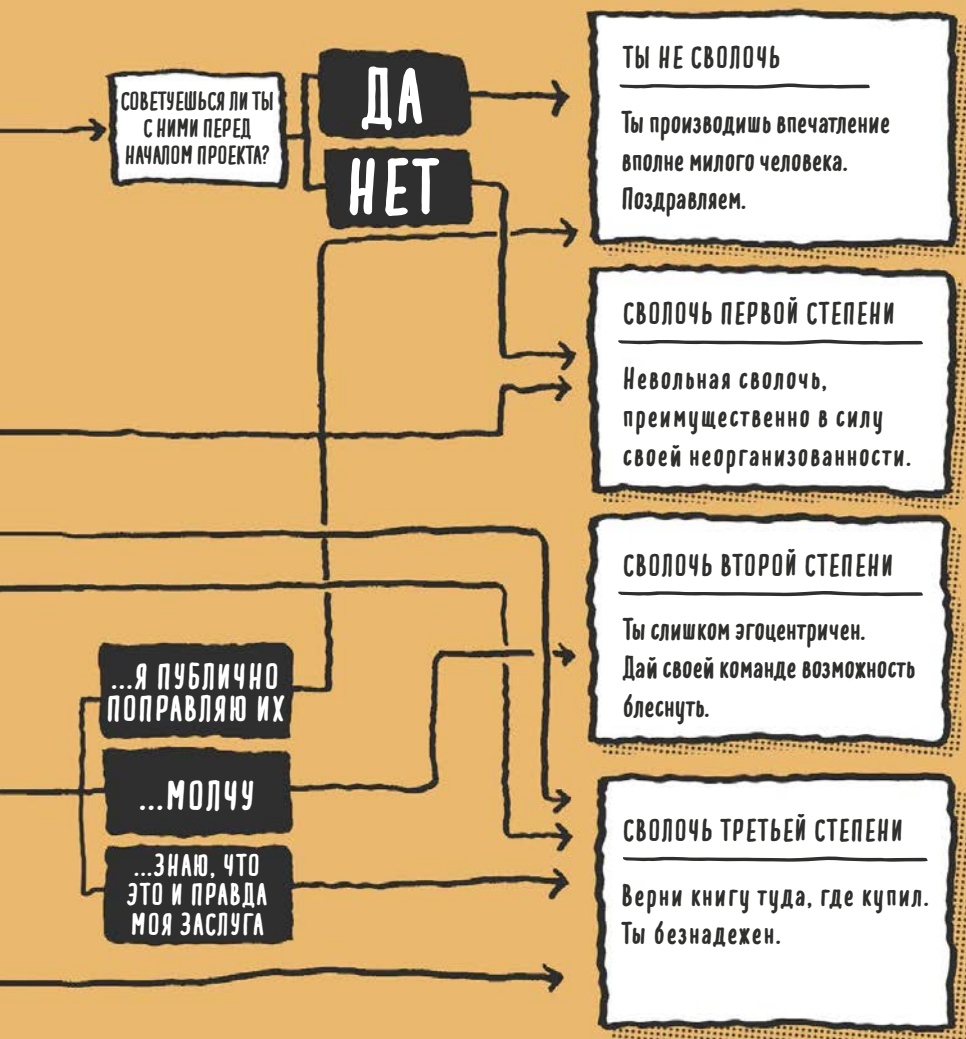 СОВЕТУЕШЬСЯ ЛИ ТЫ
С НИМИ ПЕРЕД
НАЧАЛОМ ПРОЕКТА?
ДА
НЕТ
ТЫ НЕ СВОЛОЧЬ
Ты производишь впечатление
вполне милого человека.
Поздравляем.
СВОЛОЧЬ ПЕРВОЙ СТЕПЕНИ
Невольная сволочь,
преимущественно в силу
своей неорганизованности.
СВОЛОЧЬ ВТОРОЙ СТЕПЕНИ
Ты слишком эгоцентричен.
Дай своей команде возможность
блеснуть.
...Я ПУБЛИЧНО
ПОПРАВЛЯЮ ИХ
...МОЛЧУ
...ЗНАЮ, ЧТО
ЭТО И ПРАВДА
МОЯ ЗАСЛУГА
СВОЛОЧЬ ТРЕТЬЕЙ СТЕПЕНИ
Верни книгу туда, где купил.
Ты безнадежен.